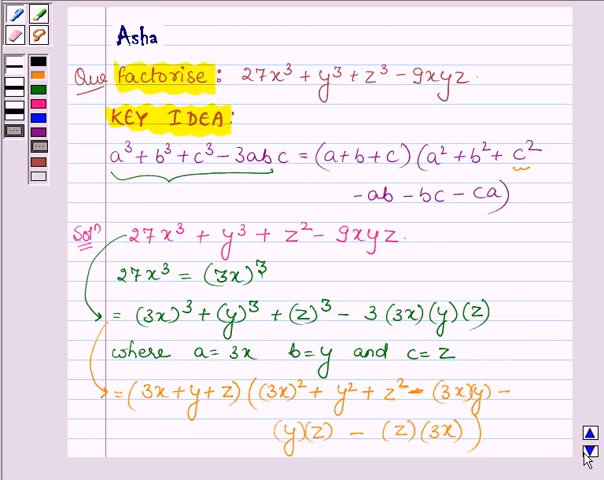 Asha
Que Factorise: 27x³ + y³ + z³ - 9xyz.
KEY IDEA:
a³ + b³ + c³ - 3abc = (a+b+c) (a² + b² + c²
- ab - bc - ca)
Solⁿ 27x³ + y³ + z² - 9xyz.
27x³ = (3x)³
= (3x)³ + (y)³ + (z)³ - 3 (3x)(y)(z)
where a = 3x b = y and c = z
= (3x + y + z) ((3x)² + y² + z² - (3x)(y) -
(y)(z) - (z)(3x))